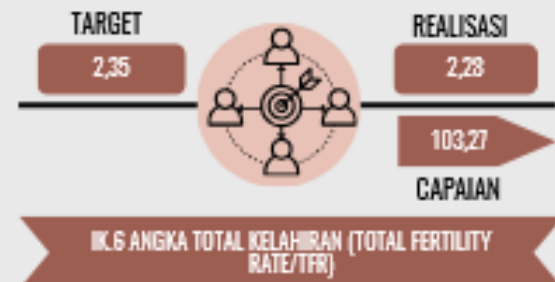 TARGET
REALISASI
2,35
2,28
103,27
CAPAIAN
IK.6 ANGKA TOTAL KELAHIRAN (TOTAL FERTILITY
RATE/TFR)